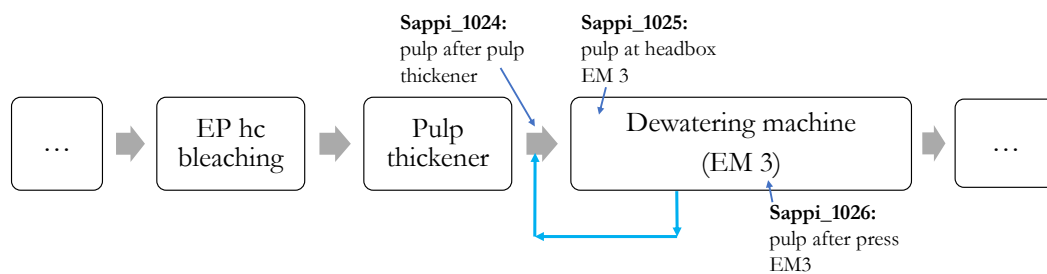 Sappi_1024:
pulp after pulp
thickener
Sappi_1025:
pulp at headbox
EM 3
…
EP hc
bleaching
Pulp
thickener
Dewatering machine
(EM 3)
…
Sappi_1026:
pulp after press
EM3